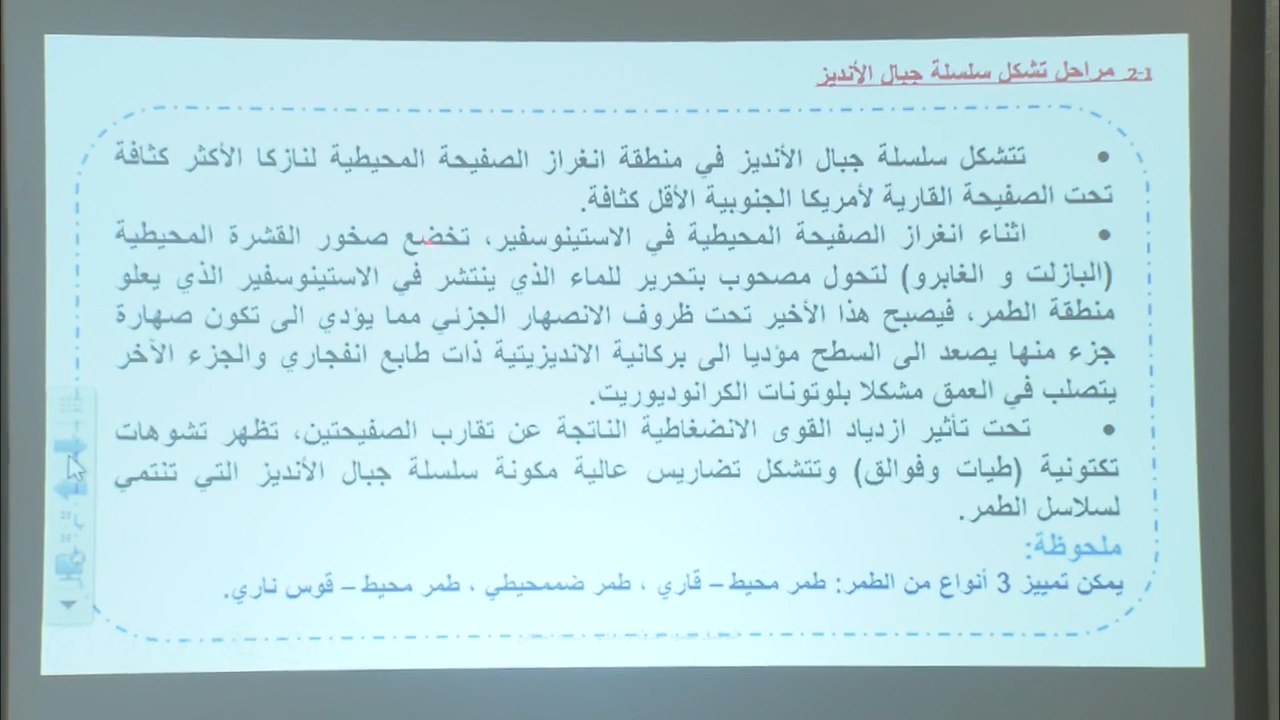 2-1 مراحل تشكل سلسلة جبال الأنديز
• تتشكل سلسلة جبال الأنديز في منطقة انغراز الصفيحة المحيطية لنازكا الأكثر كثافة
تحت الصفيحة القارية لأمريكا الجنوبية الأقل كثافة.
• اثناء انغراز الصفيحة المحيطية في الاستينوسفير، تخضع صخور القشرة المحيطية
(البازلت و الغابرو) لتحول مصحوب بتحرير للماء الذي ينتشر في الاستينوسفير الذي يعلو
منطقة الطمر، فيصبح هذا الأخير تحت ظروف الانصهار الجزئي مما يؤدي الى تكون صهارة
جزء منها يصعد الى السطح مؤديا الى بركانية الانديزيتية ذات طابع انفجاري والجزء الآخر
يتصلب في العمق مشكلا بلوتونات الكرانوديوريت.
• تحت تأثير ازدياد القوى الانضغاطية الناتجة عن تقارب الصفيحتين، تظهر تشوهات
تكتونية (طيات وفوالق) وتتشكل تضاريس عالية مكونة سلسلة جبال الأنديز التي تنتمي
لسلاسل الطمر.
ملحوظة:
يمكن تمييز 3 أنواع من الطمر: طمر محيط – قاري ، طمر ضممحيطي ، طمر محيط – قوس ناري.